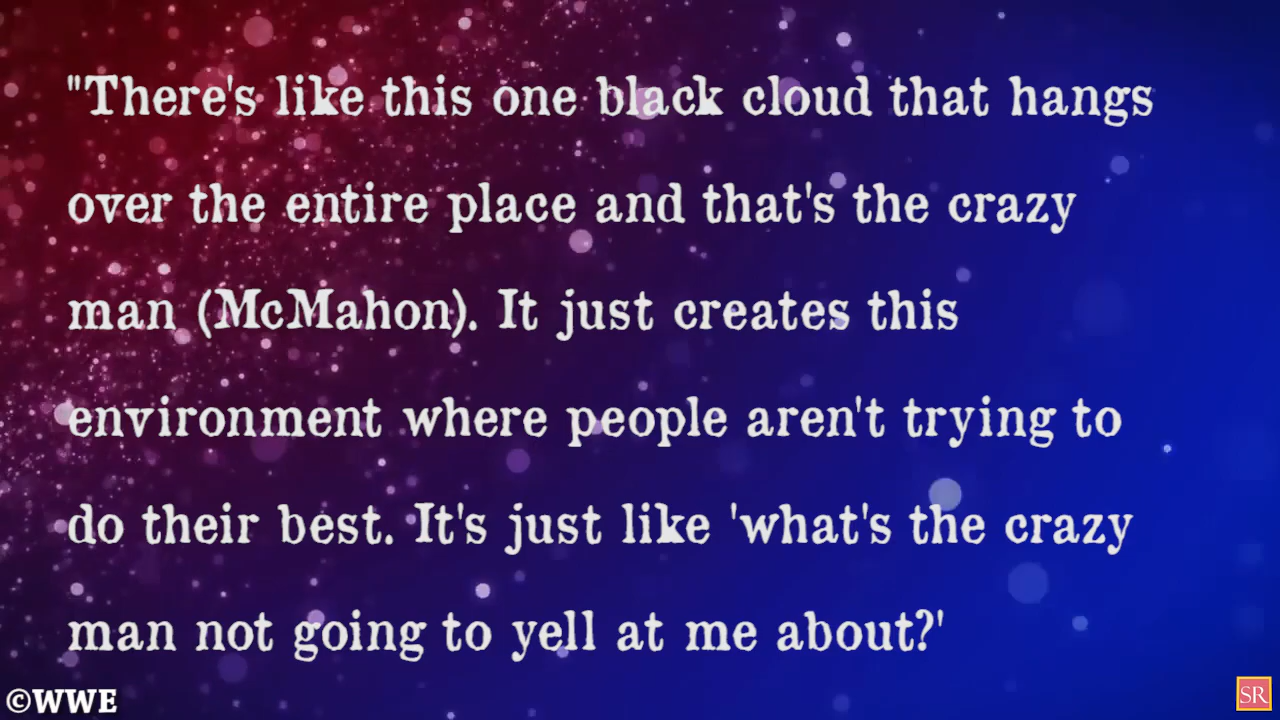 "There's like this one black cloud that hangs
over the entire place and that's the crazy
man (McMahon). It just creates this
environment where people aren't trying to
do their best. It's just like 'what's the crazy
man not going to yell at me about?'
©WWE
SR